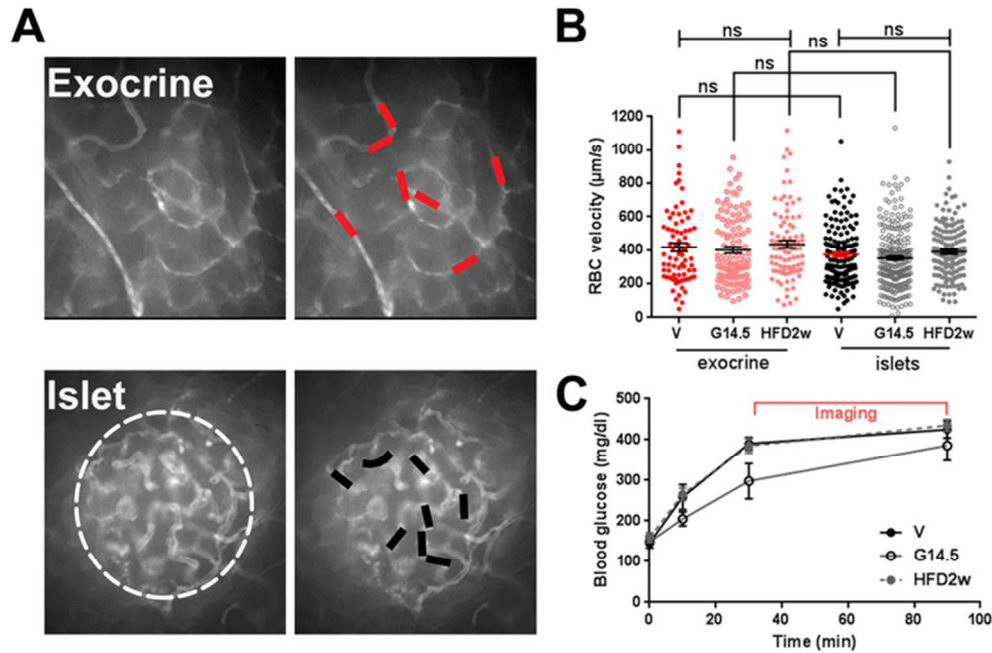 A
Exocrine
Islet
B
ns
ns
ns
ns
ns
RBC velocity (µm/s)
1200
1000
800
600
400
200
0
V G14.5 HFD2w V G14.5 HFD2w
exocrine islets
C
Imaging
Blood glucose (mg/dl)
500
400
300
200
100
0
V
G14.5
HFD2w
0 20 40 60 80 100
Time (min)